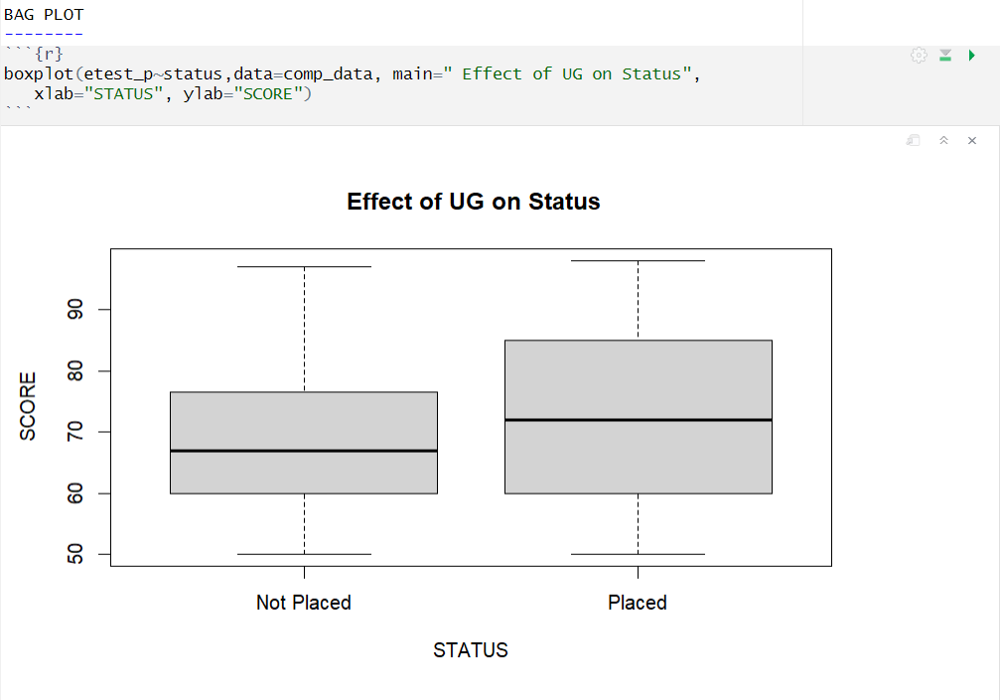 BAG PLOT
--------
```{r}
boxplot(etest_p~status,data=comp_data, main=" Effect of UG on Status",
   xlab="STATUS", ylab="SCORE")
```
Effect of UG on Status
SCORE
90
80
70
60
50
Not Placed Placed
STATUS